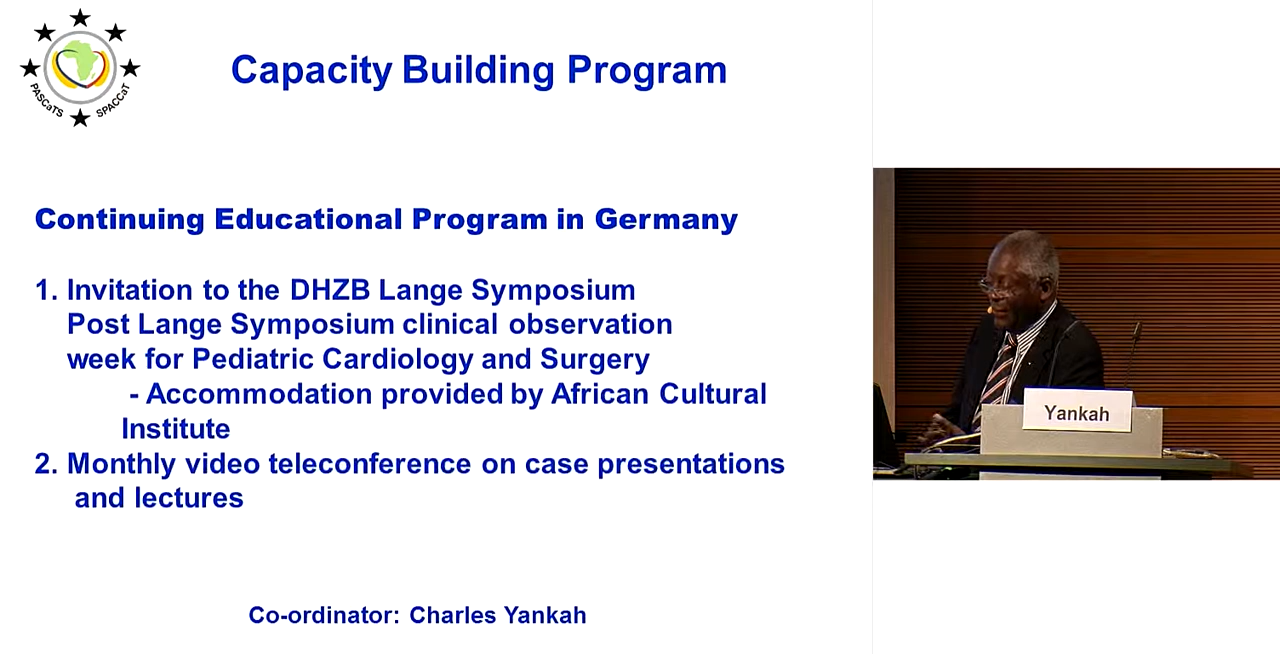 PASCaTS SPACCaT
Capacity Building Program
Continuing Educational Program in Germany
1. Invitation to the DHZB Lange Symposium
Post Lange Symposium clinical observation
week for Pediatric Cardiology and Surgery
- Accommodation provided by African Cultural
Institute
2. Monthly video teleconference on case presentations
and lectures
Co-ordinator: Charles Yankah
Yankah